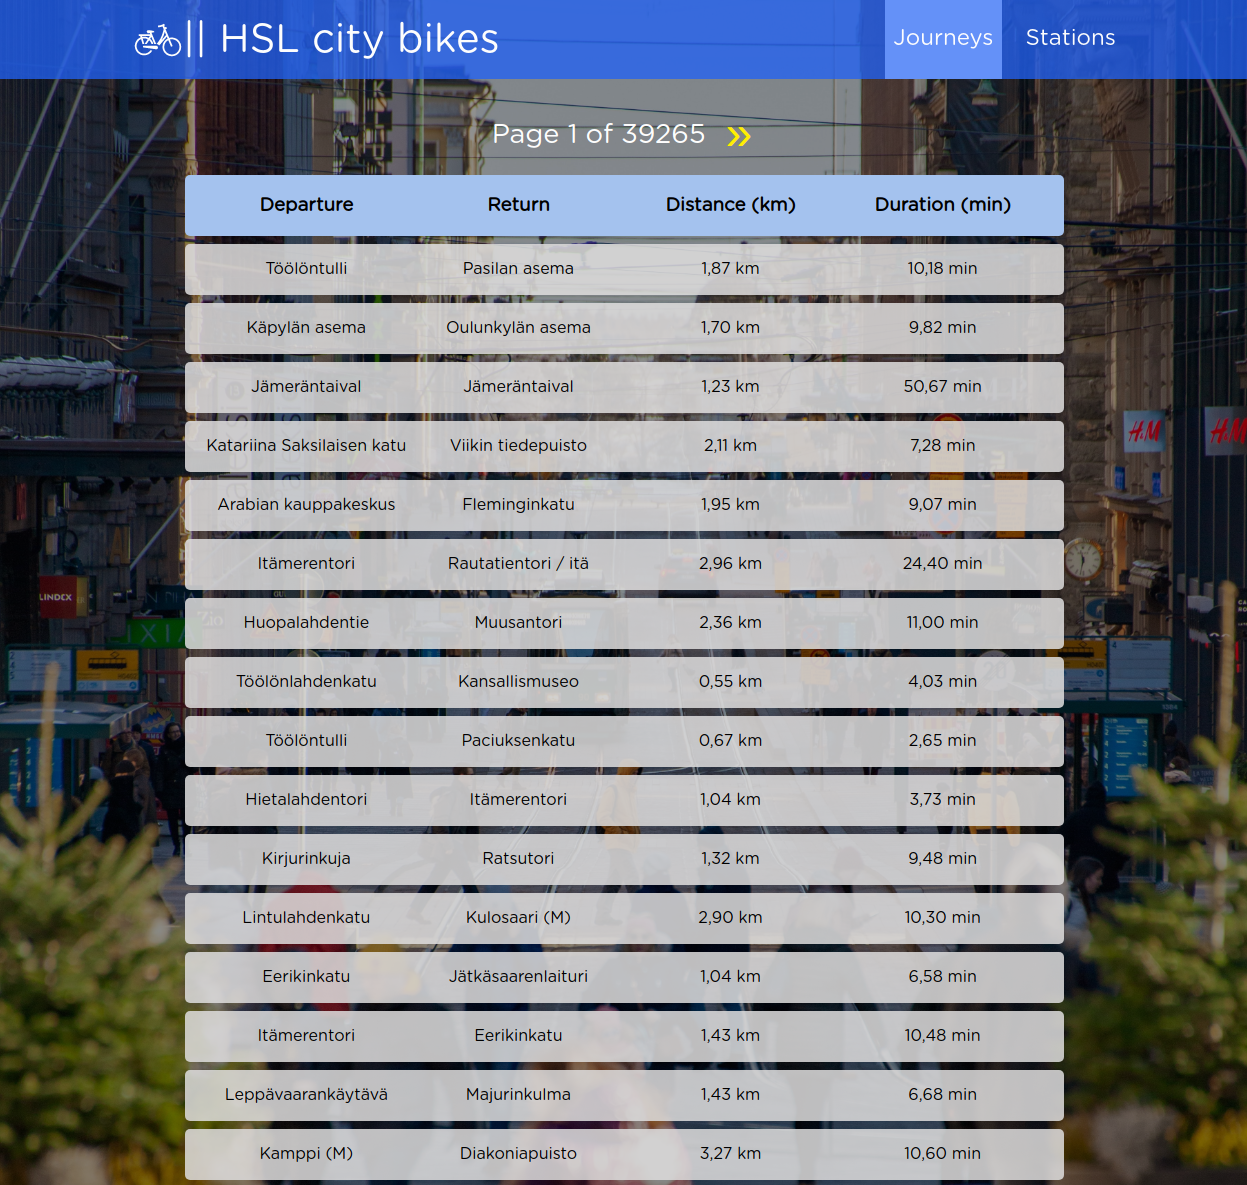 || HSL city bikes Journeys Stations
Page 1 of 39265 »
Departure Return Distance (km) Duration (min)
Töölöntulli Pasilan asema 1,87 km 10,18 min
Käpylän asema Oulunkylän asema 1,70 km 9,82 min
Jämeräntaival Jämeräntaival 1,23 km 50,67 min
Katariina Saksilaisen katu Viikin tiedepuisto 2,11 km 7,28 min
Arabian kauppakeskus Fleminginkatu 1,95 km 9,07 min
Itämerentori Rautatientori / itä 2,96 km 24,40 min
Huopalahdentie Muusantori 2,36 km 11,00 min
Töölönlahdenkatu Kansallismuseo 0,55 km 4,03 min
Töölöntulli Paciuksenkatu 0,67 km 2,65 min
Hietalahdentori Itämerentori 1,04 km 3,73 min
Kirjurinkuja Ratsutori 1,32 km 9,48 min
Lintulahdenkatu Kulosaari (M) 2,90 km 10,30 min
Eerikinkatu Jätkäsaarenlaituri 1,04 km 6,58 min
Itämerentori Eerikinkatu 1,43 km 10,48 min
Leppävaarankäytävä Majurinkulma 1,43 km 6,68 min
Kamppi (M) Diakoniapuisto 3,27 km 10,60 min
H&M
H&M
LINDEX